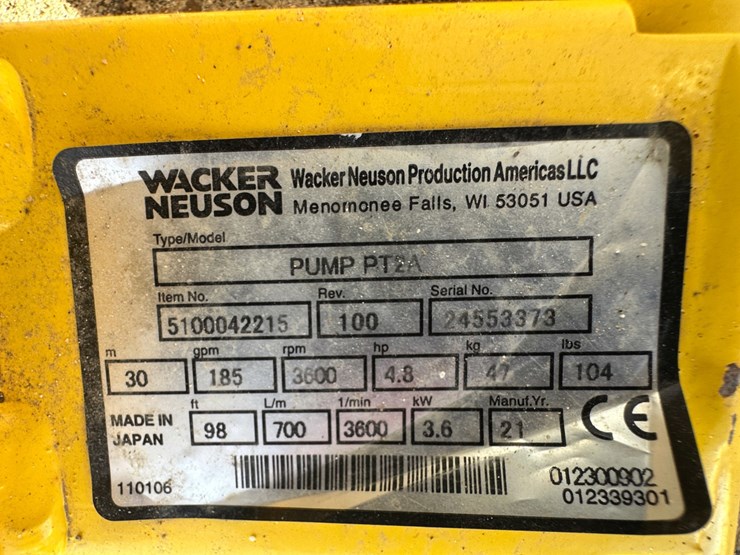 WACKER NEUSON Wacker Neuson Production Americas LLC
Menomonee Falls, WI 53051 USA
Type/Model
PUMP PT2A
Item No. Rev. Serial No.
5100042215 100 24553373
m gpm rpm hp kg lbs
30 185 3600 4.8 47 104
ft L/m 1/min kW Manuf.Yr.
MADE IN JAPAN 98 700 3600 3.6 21 CE
110106 012300902
012339301